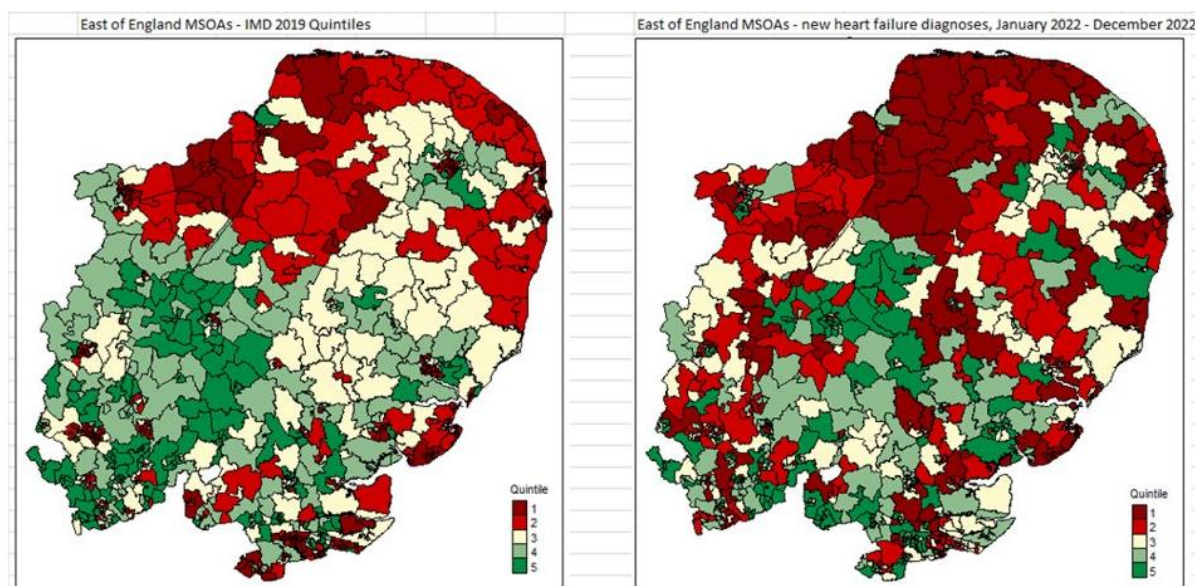 East of England MSOAs - IMD 2019 Quintiles
East of England MSOAs - new heart failure diagnoses, January 2022 - December 2022
Quintile
1
2
3
4
5
Quintile
1
2
3
4
5